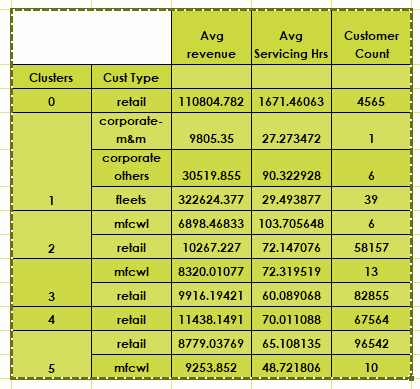 Avg revenue Avg Servicing Hrs Customer Count
Clusters Cust Type
0 retail 110804.782 1671.46063 4565
corporate-m&m 9805.35 27.273472 1
corporate others 30519.855 90.322928 6
1 fleets 322624.377 29.493877 39
mfcwl 6898.46833 103.705648 6
2 retail 10267.227 72.147076 58157
mfcwl 8320.01077 72.319519 13
3 retail 9916.19421 60.089068 82855
4 retail 11438.1491 70.011088 67564
retail 8779.03769 65.108135 96542
5 mfcwl 9253.852 48.721806 10